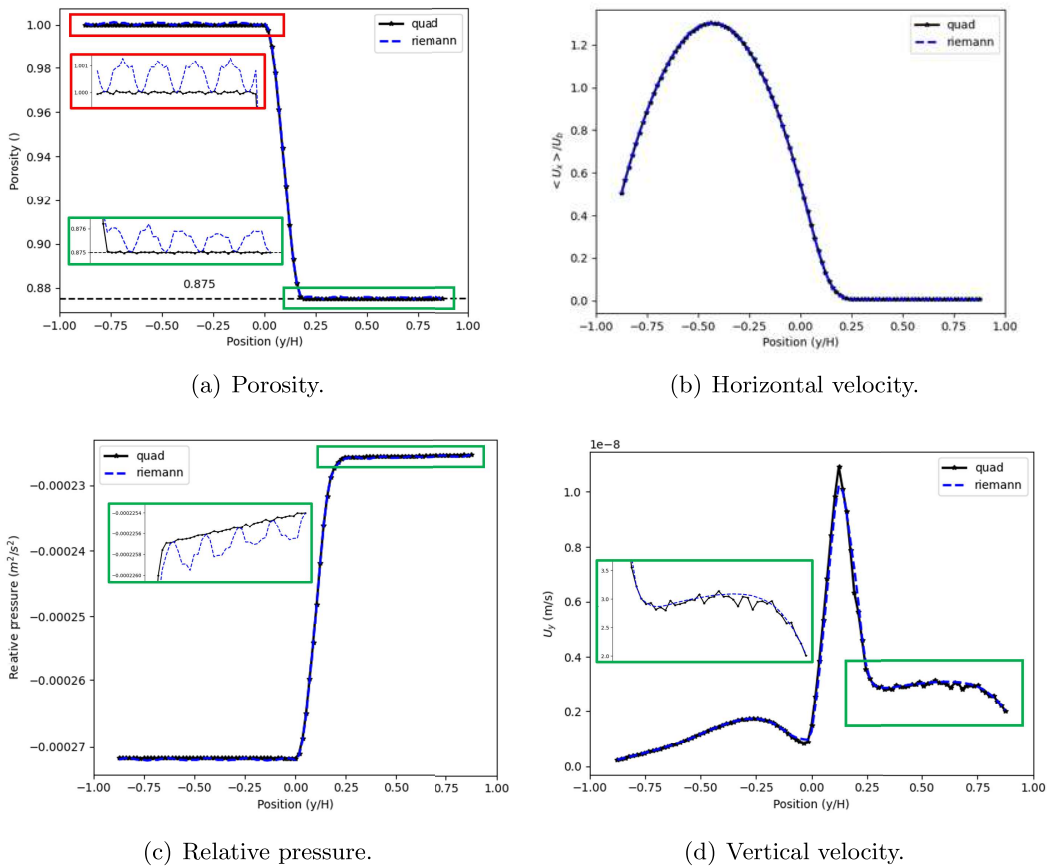 1.00
0.98
0.96
0.94
0.92
0.90
0.88
Porosity ()
quad
riemann
1.001
1.000
0.876
0.875
0.875
−1.00 −0.75 −0.50 −0.25 0.00 0.25 0.50 0.75 1.00
Position (y/H)
(a) Porosity.
1.2
1.0
0.8
0.6
0.4
0.2
0.0
< Ux > /Ub
quad
riemann
−1.00 −0.75 −0.50 −0.25 0.00 0.25 0.50 0.75 1.00
Position (y/H)
(b) Horizontal velocity.
−0.00023
−0.00024
−0.00025
−0.00026
−0.00027
Relative pressure (m²/s²)
quad
riemann
−0.0002254
−0.0002256
−0.0002258
−0.0002260
−1.00 −0.75 −0.50 −0.25 0.00 0.25 0.50 0.75 1.00
Position (y/H)
(c) Relative pressure.
1e−8
1.0
0.8
0.6
0.4
0.2
0.0
Uy (m/s)
quad
riemann
3.5
3.0
2.5
2.0
−1.00 −0.75 −0.50 −0.25 0.00 0.25 0.50 0.75 1.00
Position (y/H)
(d) Vertical velocity.